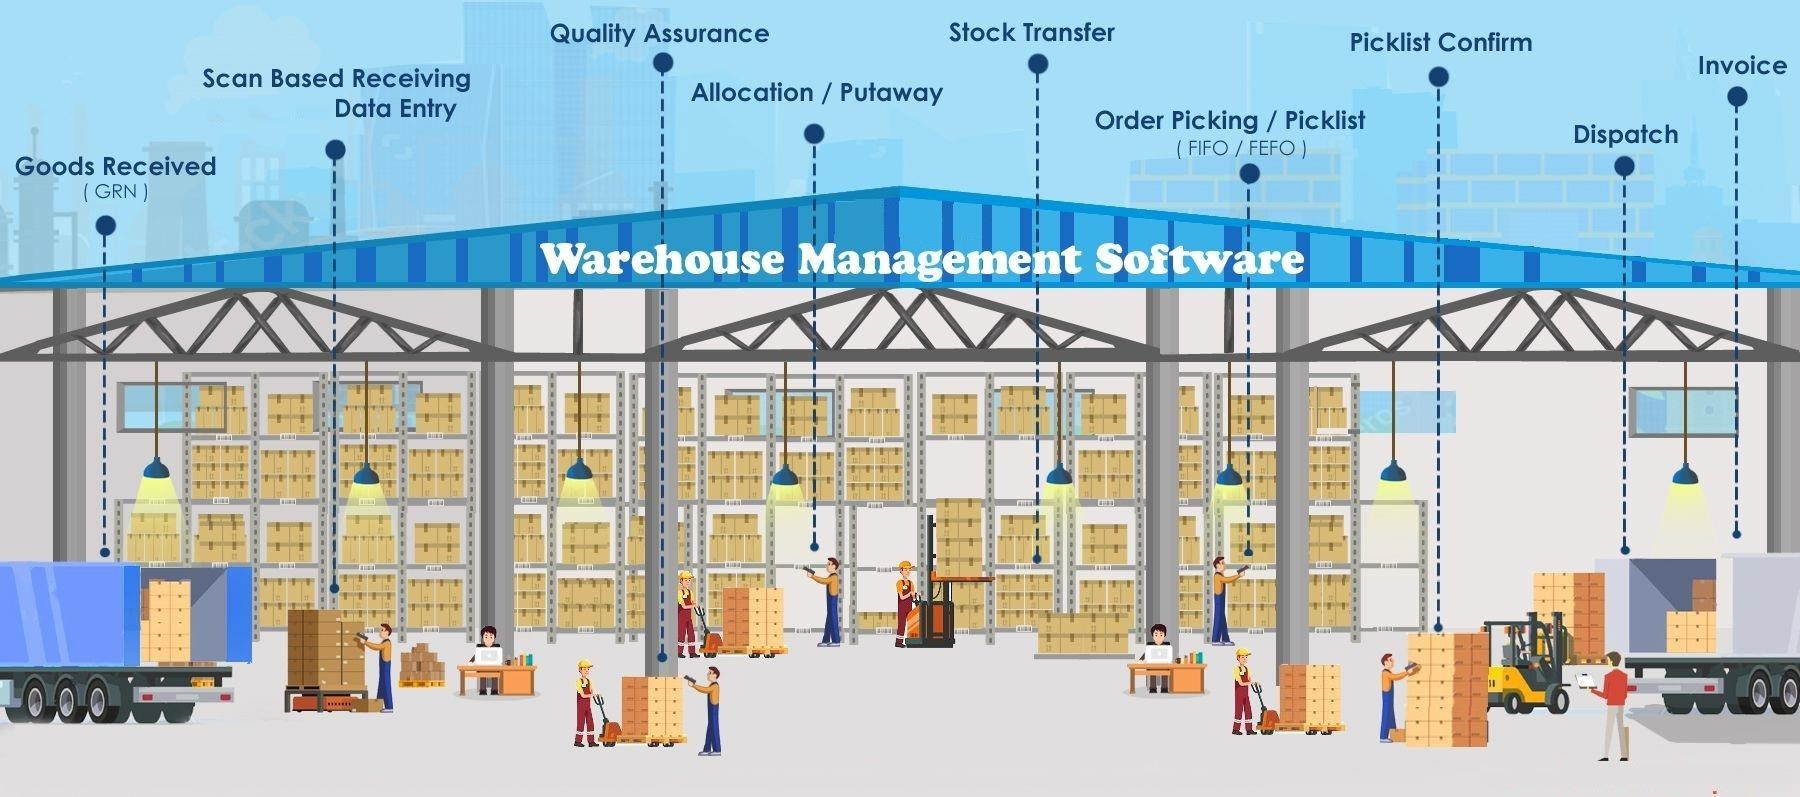 Goods Received
( GRN )
Scan Based Receiving
Data Entry
Quality Assurance
Allocation / Putaway
Stock Transfer
Order Picking / Picklist
( FIFO / FEFO )
Picklist Confirm
Dispatch
Invoice
Warehouse Management Software